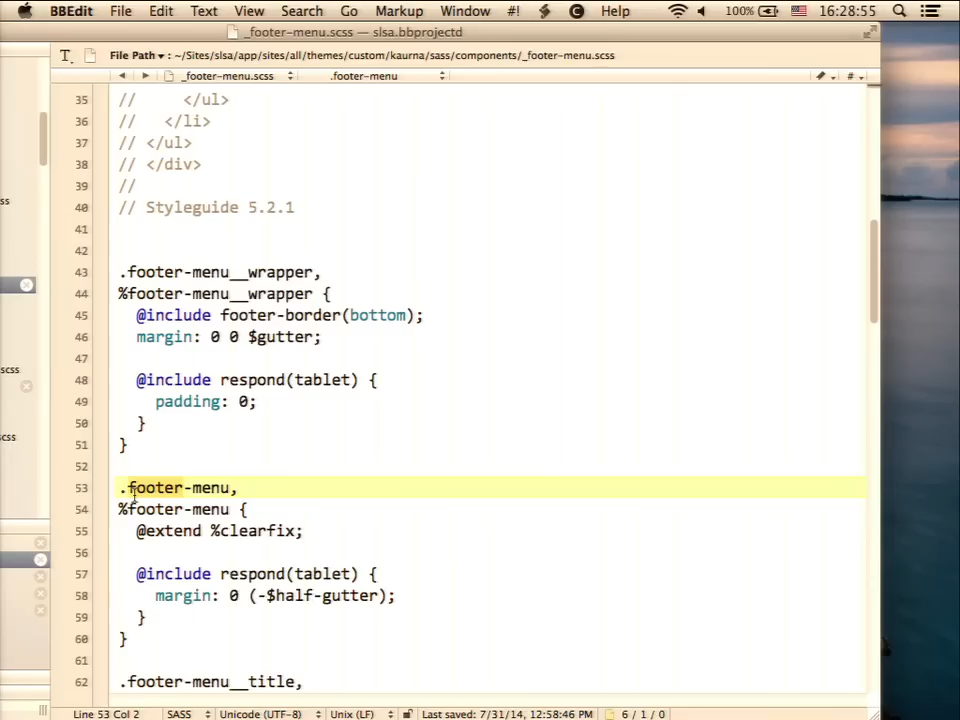 BBEdit File Edit Text View Search Go Markup Window #! Help 100% 16:28:55
_footer-menu.scss — slsa.bbprojectd
File Path ▾ : ~/Sites/slsa/app/sites/all/themes/custom/kaurna/sass/components/_footer-menu.scss
_footer-menu.scss .footer-menu #
35 //      </ul>
36 //   </li>
37 // </ul>
38 // </div>
39 //
40 // Styleguide 5.2.1
41
42
43 .footer-menu__wrapper,
44 %footer-menu__wrapper {
45   @include footer-border(bottom);
46   margin: 0 0 $gutter;
47
48   @include respond(tablet) {
49     padding: 0;
50   }
51 }
52
53 .footer-menu,
54 %footer-menu {
55   @extend %clearfix;
56
57   @include respond(tablet) {
58     margin: 0 (-$half-gutter);
59   }
60 }
61
62 .footer-menu__title,
ss
css
css
Line 53 Col 2 SASS Unicode (UTF-8) Unix (LF) Last saved: 7/31/14, 12:58:46 PM 6 / 1 / 0